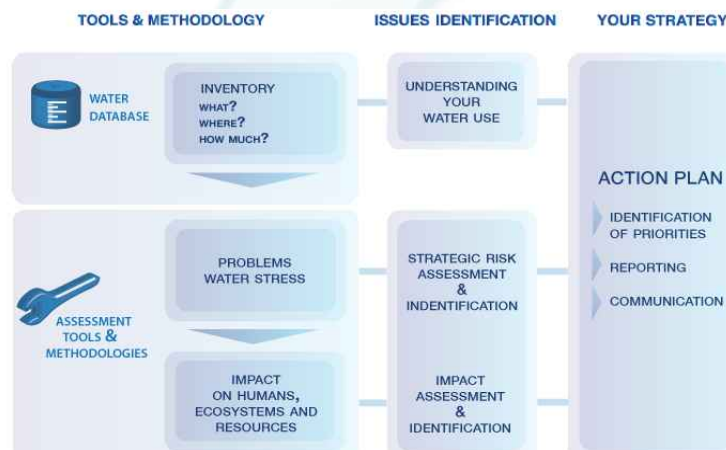 TOOLS & METHODOLOGY
ISSUES IDENTIFICATION
YOUR STRATEGY
WATER
DATABASE
INVENTORY
WHAT?
WHERE?
HOW MUCH?
UNDERSTANDING
YOUR
WATER USE
ASSESSMENT
TOOLS &
METHODOLOGIES
PROBLEMS
WATER STRESS
STRATEGIC RISK
ASSESSMENT
&
INDENTIFICATION
IMPACT
ON HUMANS,
ECOSYSTEMS AND
RESOURCES
IMPACT
ASSESSMENT
&
IDENTIFICATION
ACTION PLAN
IDENTIFICATION
OF PRIORITIES
REPORTING
COMMUNICATION